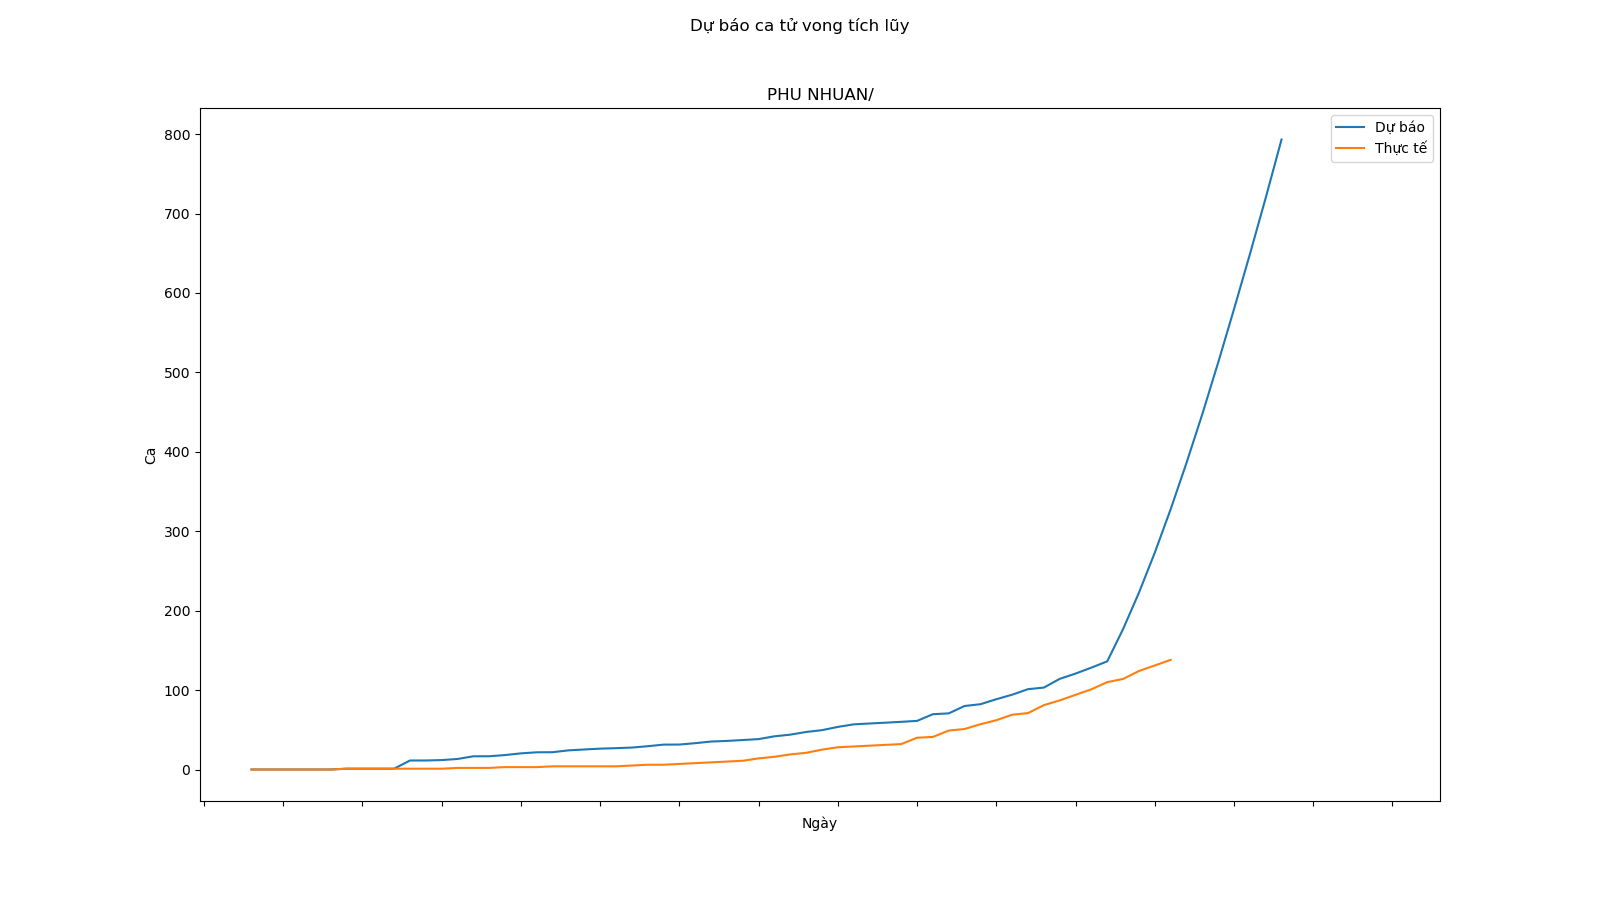 Dự báo ca tử vong tích lũy
PHU NHUAN/
Dự báo
Thực tế
800
700
600
500
400
300
200
100
0
Ca
Ngày